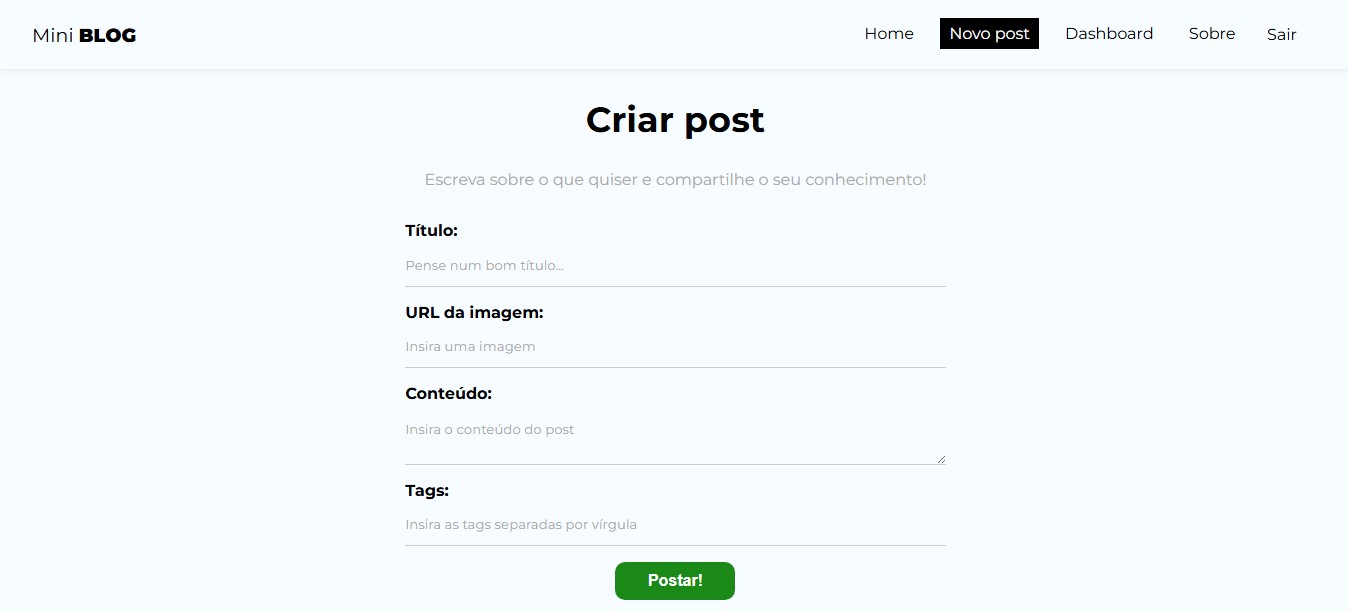 Mini BLOG
Home Novo post Dashboard Sobre Sair
Criar post
Escreva sobre o que quiser e compartilhe o seu conhecimento!
Título:
Pense num bom título...
URL da imagem:
Insira uma imagem
Conteúdo:
Insira o conteúdo do post
Tags:
Insira as tags separadas por vírgula
Postar!